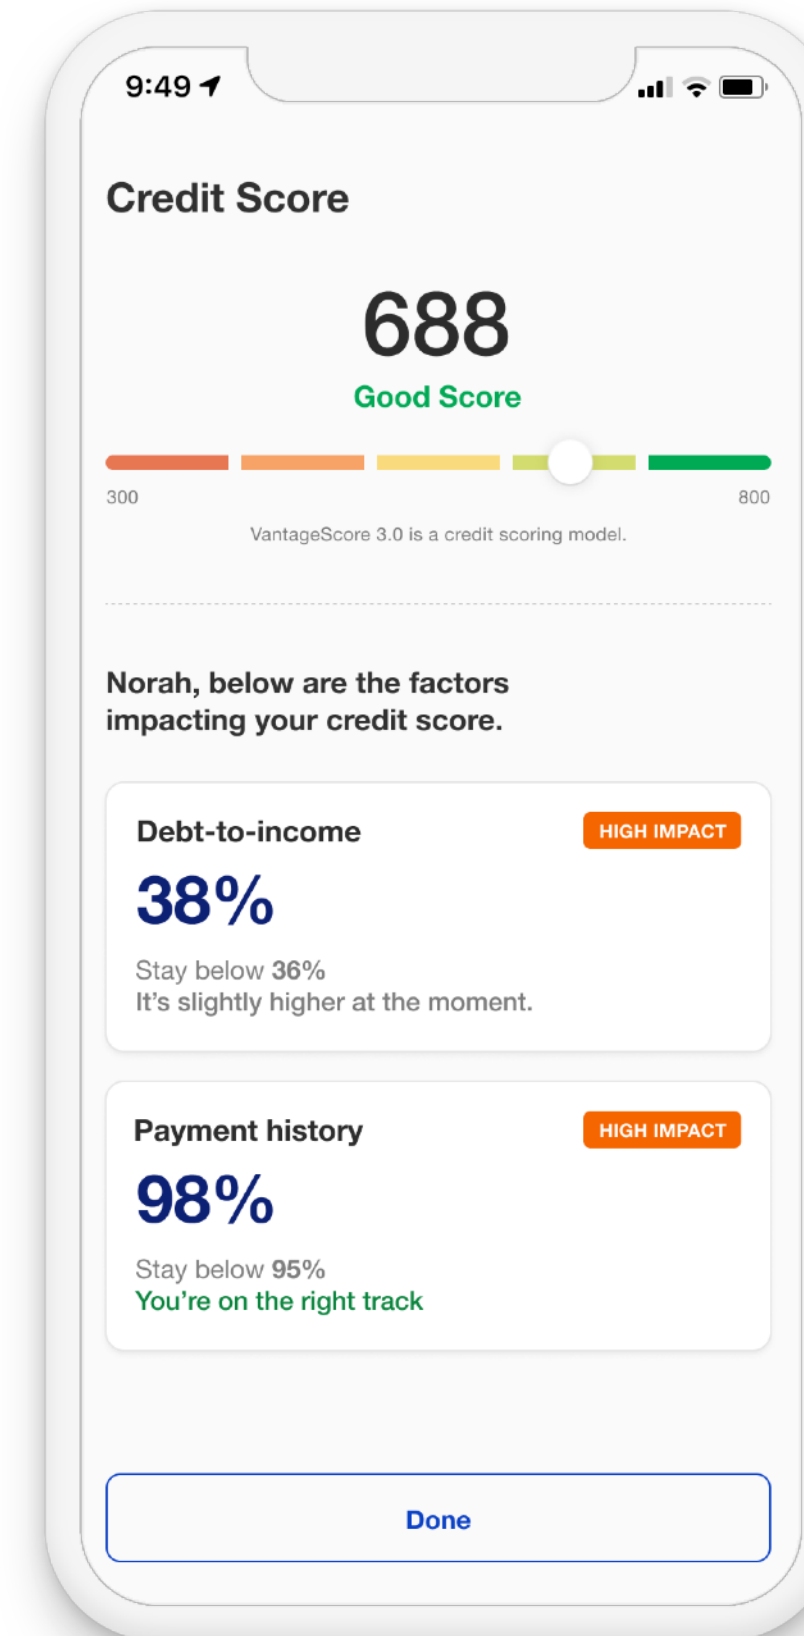 9:49
Credit Score
688
Good Score
300
800
VantageScore 3.0 is a credit scoring model.
Norah, below are the factors
impacting your credit score.
Debt-to-income
HIGH IMPACT
38%
Stay below 36%
It’s slightly higher at the moment.
Payment history
HIGH IMPACT
98%
Stay below 95%
You’re on the right track
Done